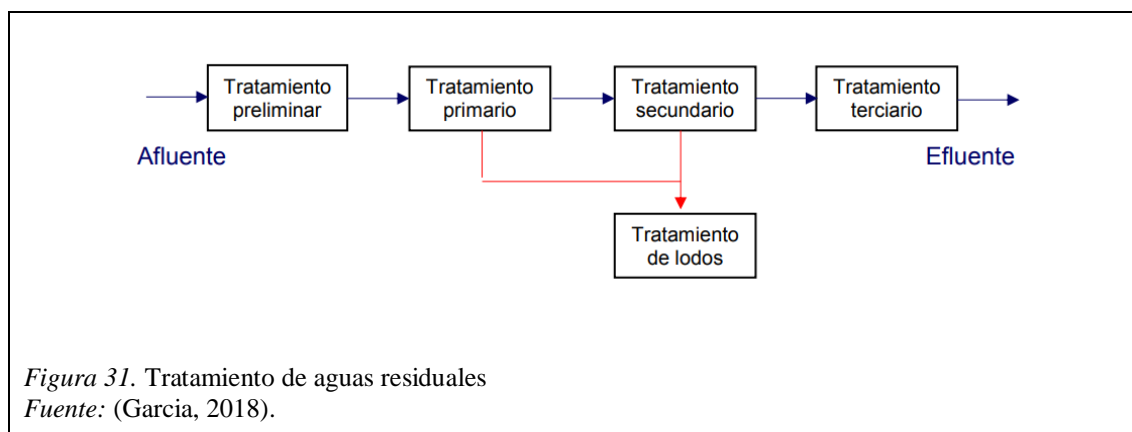 Tratamiento
preliminar
Tratamiento
primario
Tratamiento
secundario
Tratamiento
terciario
Afluente
Efluente
Tratamiento
de lodos
Figura 31. Tratamiento de aguas residuales
Fuente: (Garcia, 2018).